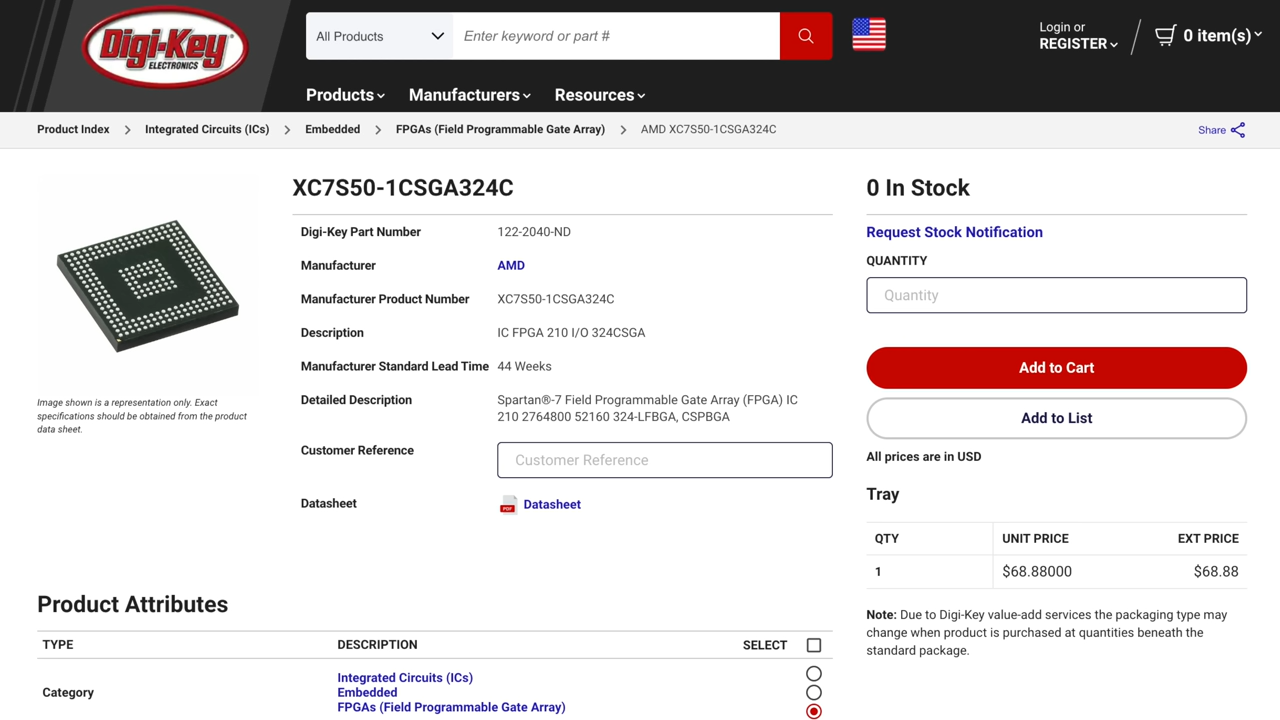 Digi-Key
ELECTRONICS
All Products
Enter keyword or part #
Login or
REGISTER
0 item(s)
Products
Manufacturers
Resources
Product Index
Integrated Circuits (ICs)
Embedded
FPGAs (Field Programmable Gate Array)
AMD XC7S50-1CSGA324C
Share
Image shown is a representation only. Exact
specifications should be obtained from the product
data sheet.
XC7S50-1CSGA324C
Digi-Key Part Number 122-2040-ND
Manufacturer AMD
Manufacturer Product Number XC7S50-1CSGA324C
Description IC FPGA 210 I/O 324CSGA
Manufacturer Standard Lead Time 44 Weeks
Detailed Description Spartan®-7 Field Programmable Gate Array (FPGA) IC
210 2764800 52160 324-LFBGA, CSPBGA
Customer Reference Customer Reference
Datasheet PDF Datasheet
0 In Stock
Request Stock Notification
QUANTITY
Quantity
Add to Cart
Add to List
All prices are in USD
Tray
QTY UNIT PRICE EXT PRICE
1 $68.88000 $68.88
Note: Due to Digi-Key value-add services the packaging type may
change when product is purchased at quantities beneath the
standard package.
Product Attributes
TYPE DESCRIPTION SELECT
Category
Integrated Circuits (ICs)
Embedded
FPGAs (Field Programmable Gate Array)